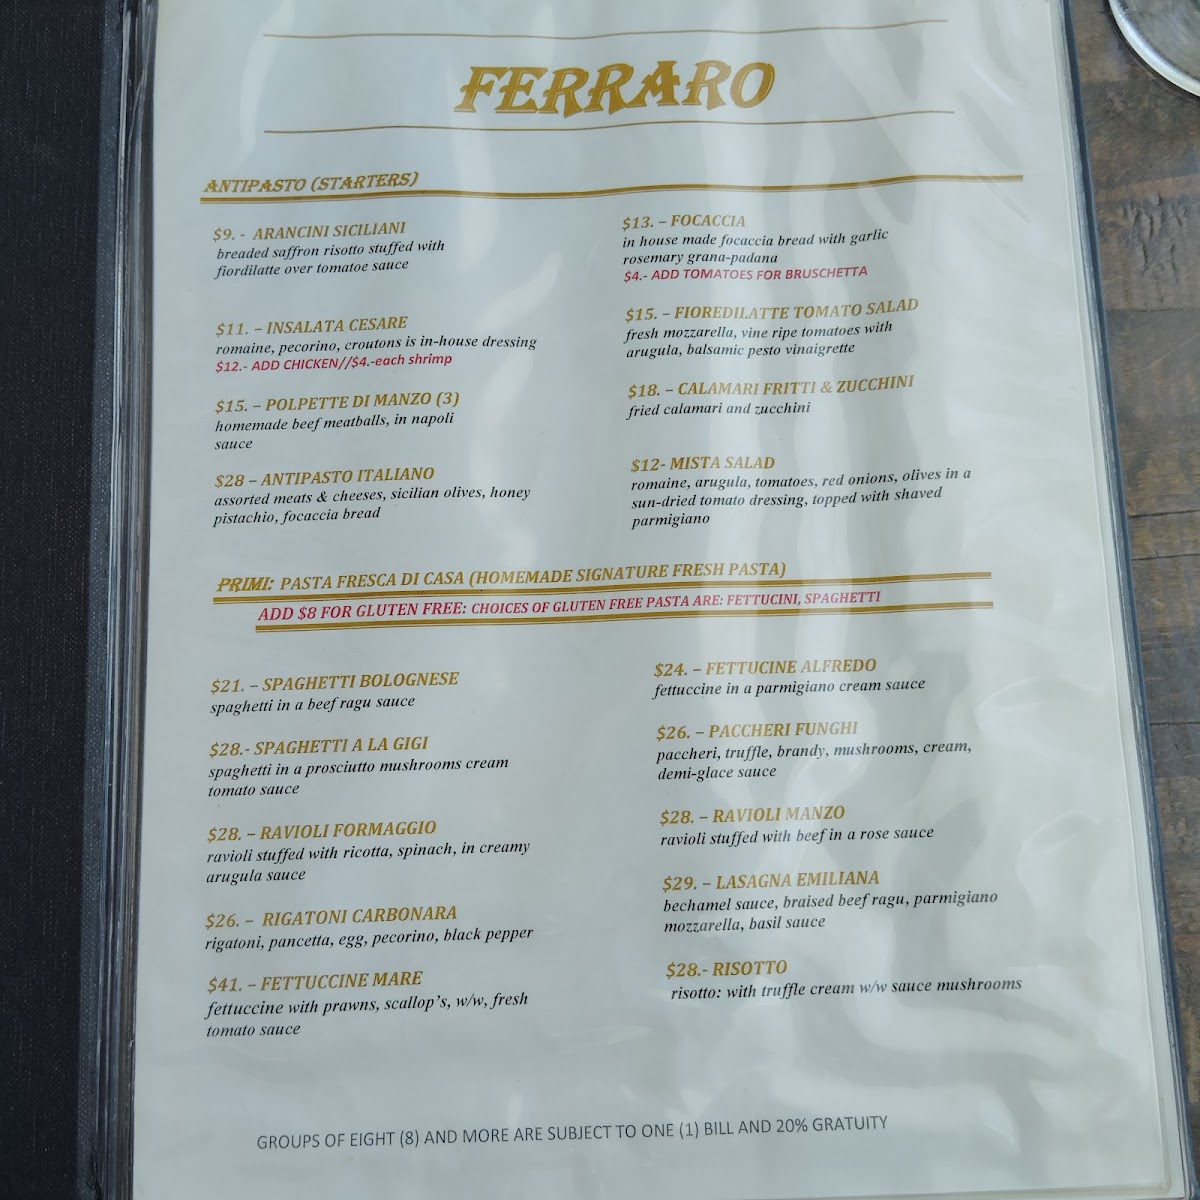 FERRARO
ANTIPASTO (STARTERS)
$9. - ARANCINI SICILIANI
breaded saffron risotto stuffed with
fiordilatte over tomatoe sauce
$11. – INSALATA CESARE
romaine, pecorino, croutons is in-house dressing
$12.- ADD CHICKEN//$4.-each shrimp
$15. – POLPETTE DI MANZO (3)
homemade beef meatballs, in napoli
sauce
$28 – ANTIPASTO ITALIANO
assorted meats & cheeses, sicilian olives, honey
pistachio, focaccia bread
$13. – FOCACCIA
in house made focaccia bread with garlic
rosemary grana-padana
$4.- ADD TOMATOES FOR BRUSCHETTA
$15. – FIOREDILATTE TOMATO SALAD
fresh mozzarella, vine ripe tomatoes with
arugula, balsamic pesto vinaigrette
$18. – CALAMARI FRITTI & ZUCCHINI
fried calamari and zucchini
$12- MISTA SALAD
romaine, arugula, tomatoes, red onions, olives in a
sun-dried tomato dressing, topped with shaved
parmigiano
PRIMI: PASTA FRESCA DI CASA (HOMEMADE SIGNATURE FRESH PASTA)
ADD $8 FOR GLUTEN FREE: CHOICES OF GLUTEN FREE PASTA ARE: FETTUCINI, SPAGHETTI
$21. – SPAGHETTI BOLOGNESE
spaghetti in a beef ragu sauce
$28.- SPAGHETTI A LA GIGI
spaghetti in a prosciutto mushrooms cream
tomato sauce
$28. – RAVIOLI FORMAGGIO
ravioli stuffed with ricotta, spinach, in creamy
arugula sauce
$26. – RIGATONI CARBONARA
rigatoni, pancetta, egg, pecorino, black pepper
$41. – FETTUCCINE MARE
fettuccine with prawns, scallop's, w/w, fresh
tomato sauce
$24. – FETTUCINE ALFREDO
fettuccine in a parmigiano cream sauce
$26. – PACCHERI FUNGHI
paccheri, truffle, brandy, mushrooms, cream,
demi-glace sauce
$28. – RAVIOLI MANZO
ravioli stuffed with beef in a rose sauce
$29. – LASAGNA EMILIANA
bechamel sauce, braised beef ragu, parmigiano
mozzarella, basil sauce
$28.- RISOTTO
risotto: with truffle cream w/w sauce mushrooms
GROUPS OF EIGHT (8) AND MORE ARE SUBJECT TO ONE (1) BILL AND 20% GRATUITY